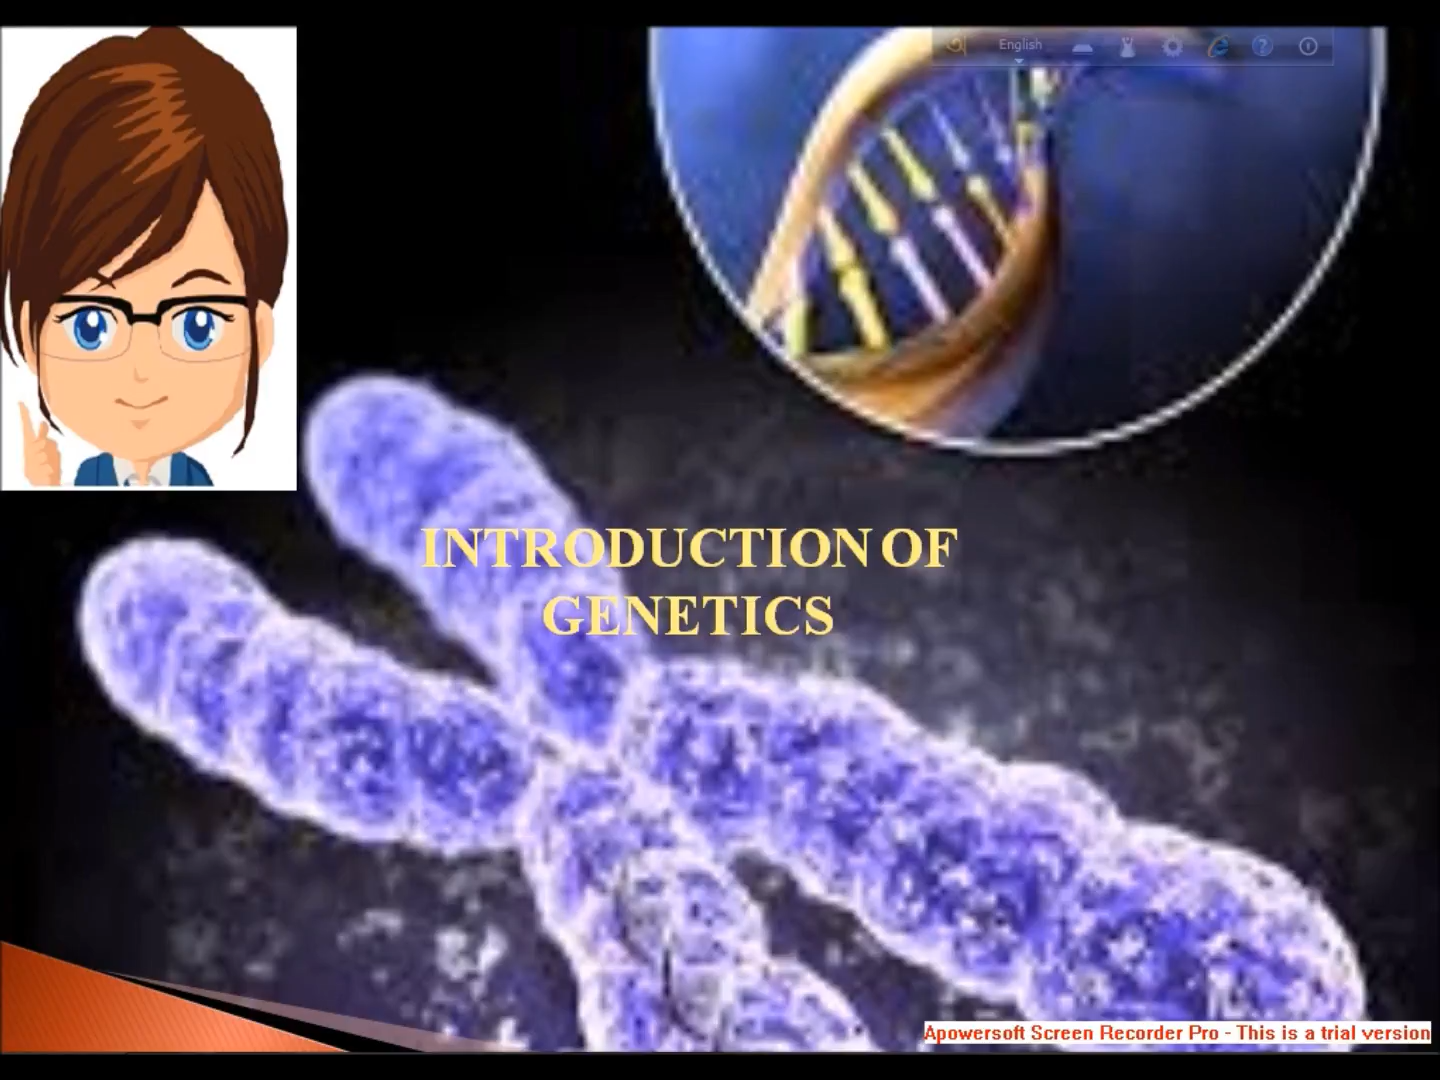 English
INTRODUCTION OF
GENETICS
Apowersoft Screen Recorder Pro - This is a trial version